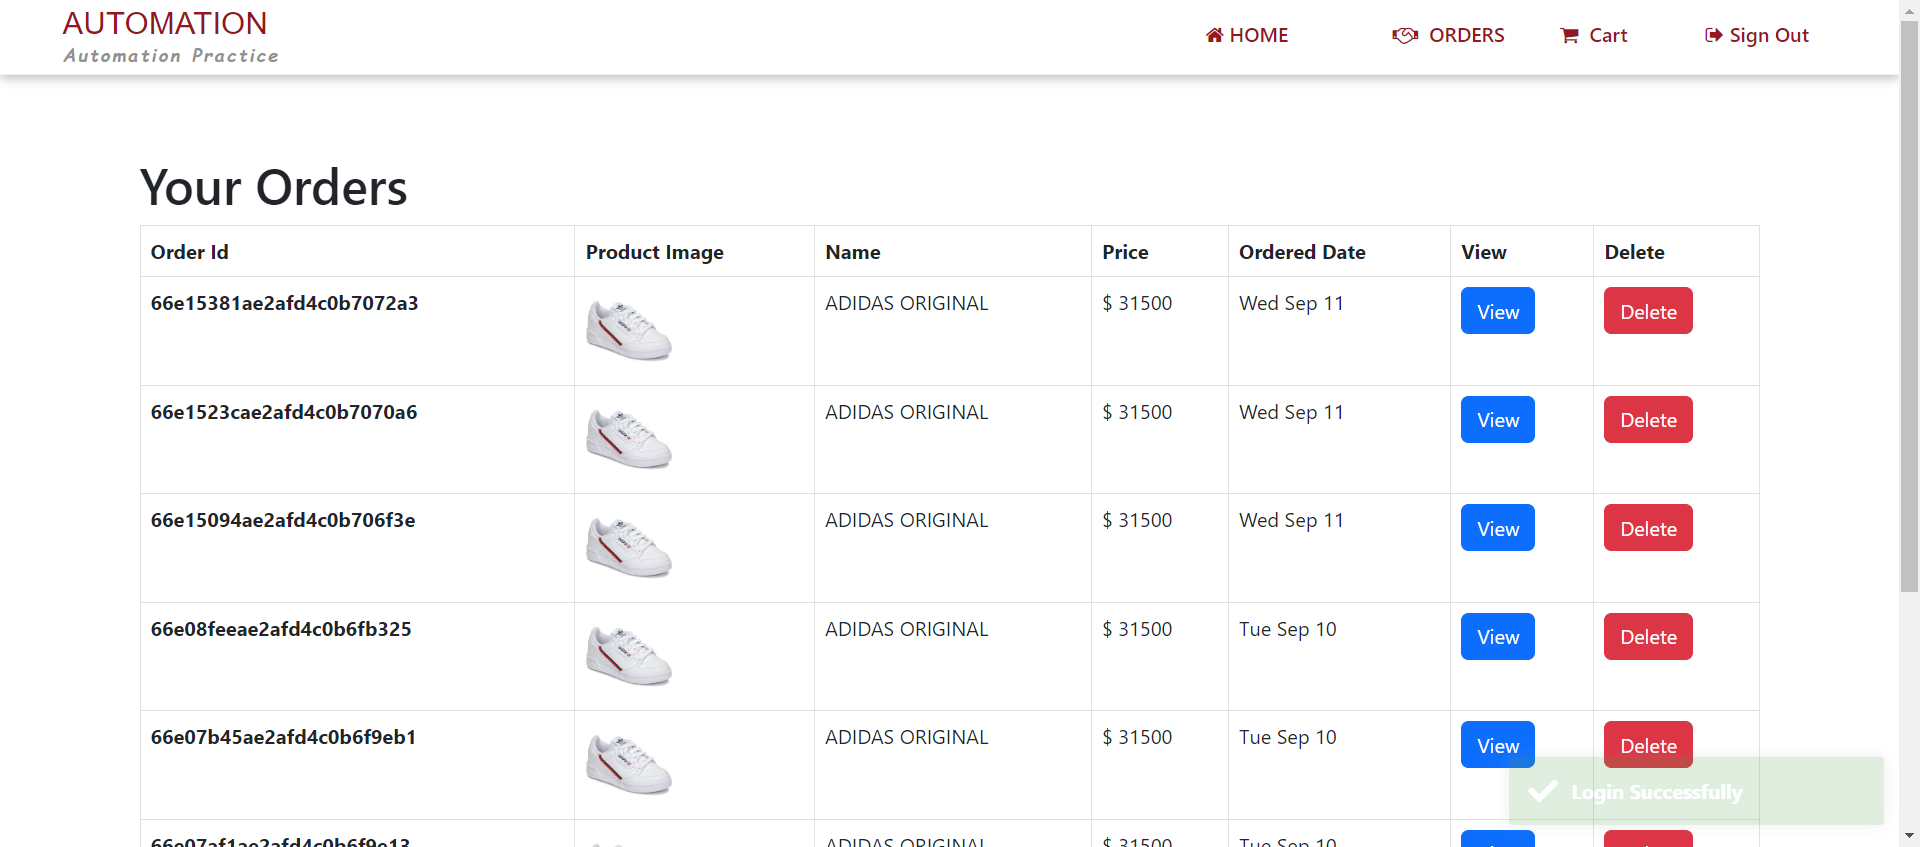 AUTOMATION
Automation Practice
HOME ORDERS Cart Sign Out
Your Orders
Order Id Product Image Name Price Ordered Date View Delete
66e15381ae2afd4c0b7072a3 ADIDAS ORIGINAL $ 31500 Wed Sep 11 View Delete
66e1523cae2afd4c0b7070a6 ADIDAS ORIGINAL $ 31500 Wed Sep 11 View Delete
66e15094ae2afd4c0b706f3e ADIDAS ORIGINAL $ 31500 Wed Sep 11 View Delete
66e08feeae2afd4c0b6fb325 ADIDAS ORIGINAL $ 31500 Tue Sep 10 View Delete
66e07b45ae2afd4c0b6f9eb1 ADIDAS ORIGINAL $ 31500 Tue Sep 10 View Delete
Login Successfully
66e07af1ae2afd4c0b6f9e13 ADIDAS ORIGINAL $ 31500 Tue Sep 10